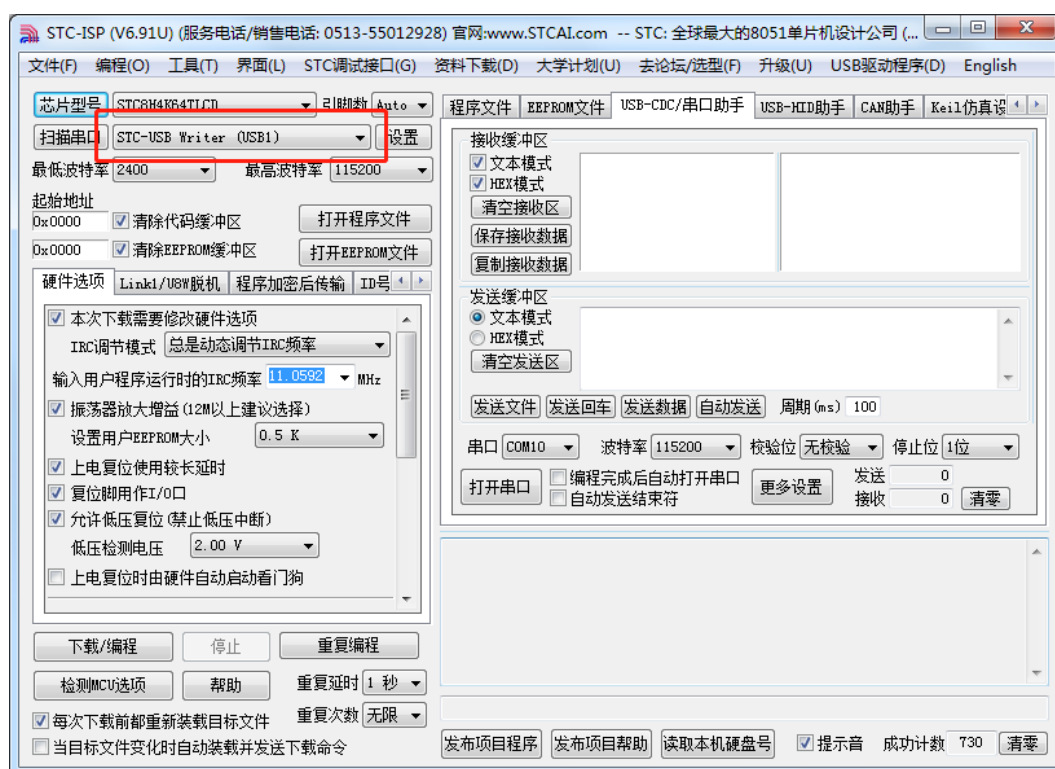 STC-ISP (V6.91U) (服务电话/销售电话: 0513-55012928) 官网:www.STCAI.com -- STC: 全球最大的8051单片机设计公司 (...
文件(F) 编程(O) 工具(T) 界面(L) STC调试接口(G) 资料下载(D) 大学计划(U) 去论坛/选型(F) 升级(U) USB驱动程序(D) English
芯片型号 STC8H4K64TLCD 引脚数 Auto
扫描串口 STC-USB Writer (USB1) 设置
最低波特率 2400 最高波特率 115200
起始地址
0x0000 清除代码缓冲区 打开程序文件
0x0000 清除EEPROM缓冲区 打开EEPROM文件
硬件选项 Link1/U8W脱机 程序加密后传输 ID号
本次下载需要修改硬件选项
IRC调节模式 总是动态调节IRC频率
输入用户程序运行时的IRC频率 11.0592 MHz
振荡器放大增益(12M以上建议选择)
设置用户EEPROM大小 0.5 K
上电复位使用较长延时
复位脚用作I/O口
允许低压复位(禁止低压中断)
低压检测电压 2.00 V
上电复位时由硬件自动启动看门狗
下载/编程 停止 重复编程
检测MCU选项 帮助 重复延时 1 秒
每次下载前都重新装载目标文件 重复次数 无限
当目标文件变化时自动装载并发送下载命令
程序文件 EEPROM文件 USB-CDC/串口助手 USB-HID助手 CAN助手 Keil仿真设
接收缓冲区
文本模式
HEX模式
清空接收区
保存接收数据
复制接收数据
发送缓冲区
文本模式
HEX模式
清空发送区
发送文件 发送回车 发送数据 自动发送 周期(ms) 100
串口 COM10 波特率 115200 校验位 无校验 停止位 1位
打开串口 编程完成后自动打开串口 更多设置 发送 0
自动发送结束符 接收 0 清零
发布项目程序 发布项目帮助 读取本机硬盘号 提示音 成功计数 730 清零